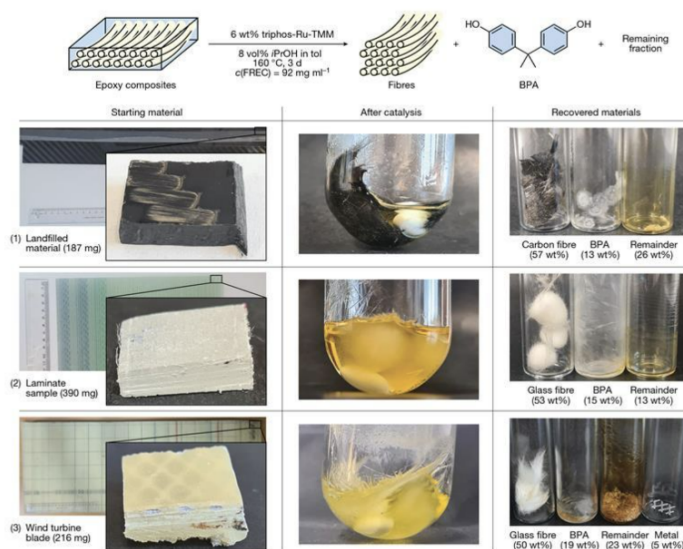 6 wt% triphos-Ru-TMM
8 vol% iPrOH in tol
160 °C, 3 d
c(FREC) = 92 mg ml⁻¹
Epoxy composites
Fibres
+
HO
OH
BPA
+
Remaining
fraction
Starting material
After catalysis
Recovered materials
(1) Landfilled
material (187 mg)
Carbon fibre
(57 wt%)
BPA
(13 wt%)
Remainder
(26 wt%)
(2) Laminate
sample (390 mg)
Glass fibre
(53 wt%)
BPA
(15 wt%)
Remainder
(13 wt%)
(3) Wind turbine
blade (216 mg)
Glass fibre
(50 wt%)
BPA
(19 wt%)
Remainder
(23 wt%)
Metal
(5 wt%)